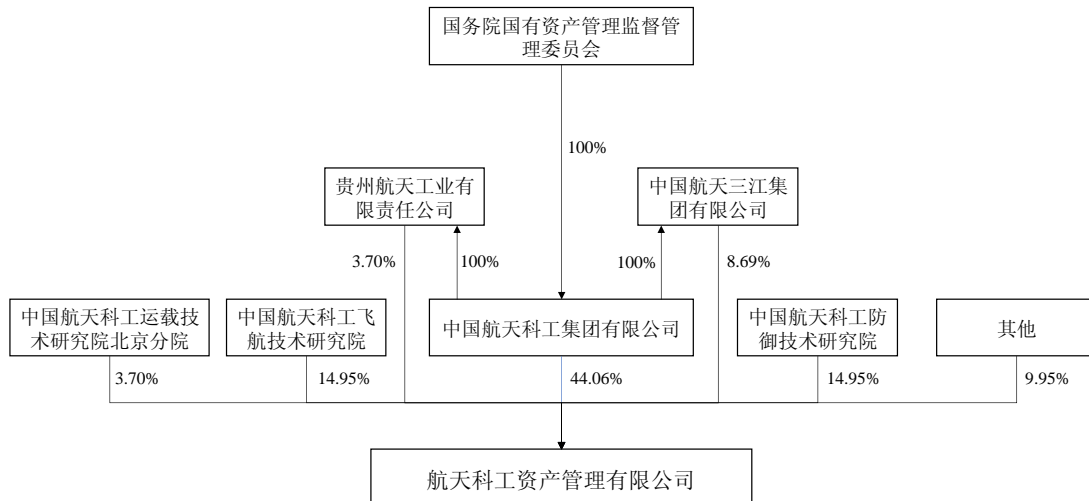 国务院国有资产管理监督管
理委员会
100%
贵州航天工业有
限责任公司
中国航天三江集
团有限公司
3.70%
100%
100%
8.69%
中国航天科工运载技
术研究院北京分院
中国航天科工飞
航技术研究院
中国航天科工集团有限公司
中国航天科工防
御技术研究院
其他
3.70%
14.95%
44.06%
14.95%
9.95%
航天科工资产管理有限公司